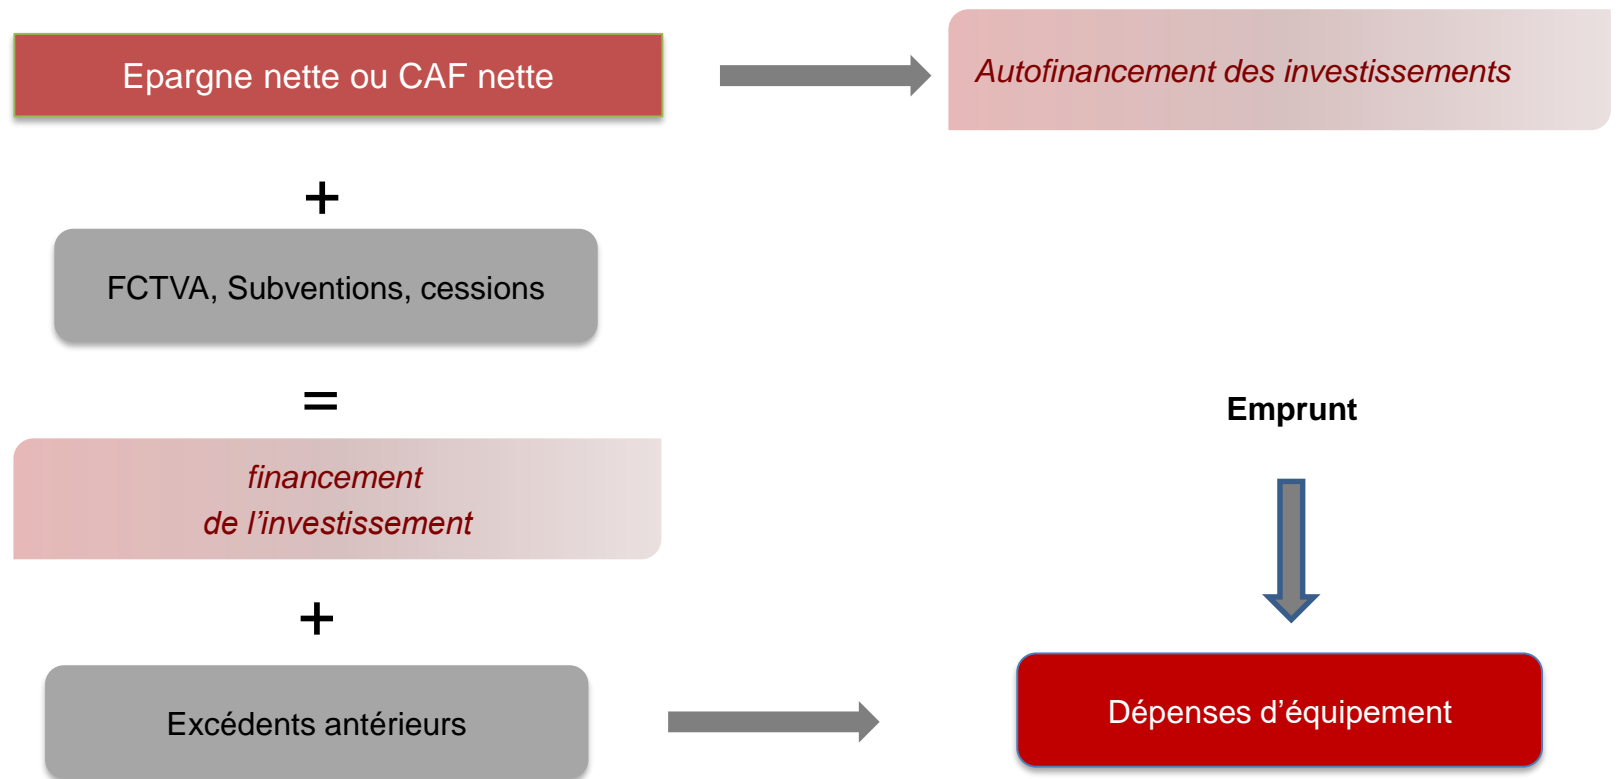 Epargne nette ou CAF nette
Autofinancement des investissements
+
FCTVA, Subventions, cessions
=
Emprunt
financement
de l’investissement
+
Excédents antérieurs
Dépenses d’équipement